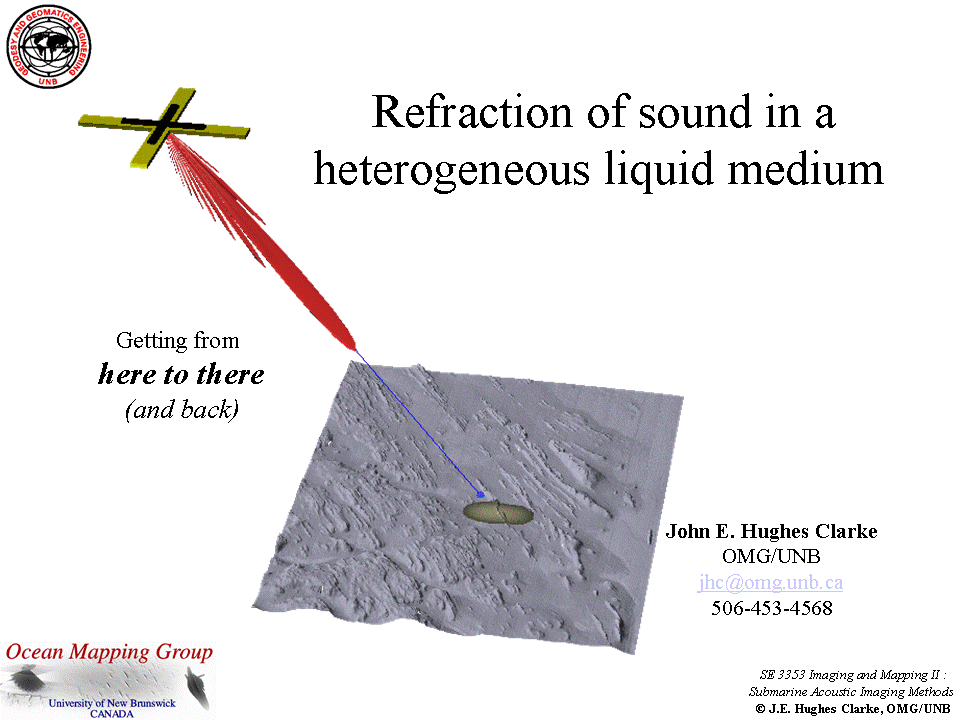 GEODESY AND GEOMATICS ENGINEERING
UNB
Refraction of sound in a
heterogeneous liquid medium
Getting from
here to there
(and back)
John E. Hughes Clarke
OMG/UNB
jhc@omg.unb.ca
506-453-4568
Ocean Mapping Group
University of New Brunswick
CANADA
SE 3353 Imaging and Mapping II :
Submarine Acoustic Imaging Methods
© J.E. Hughes Clarke, OMG/UNB